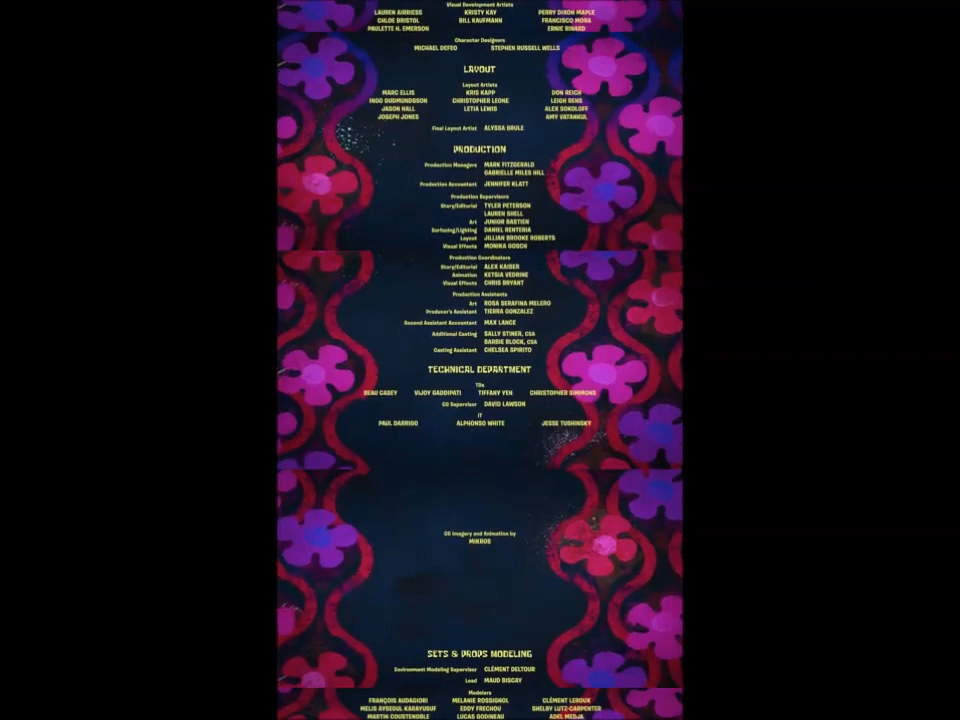 Visual Development Artists
LAUREN AIRRIESS KRISTY KAY PERRY DIXON MAPLE
CHLOE BRISTOL BILL KAUFMANN FRANCISCO MORA
PAULETTE H. EMERSON ERNIE RINARD
Character Designers
MICHAEL DEFEO STEPHEN RUSSELL WELLS
LAYOUT
Layout Artists
MARC ELLIS KRIS KAPP DON REICH
INGO GUDMUNDSSON CHRISTOPHER LEONE LEIGH RENS
JASON HALL LETIA LEWIS ALEX SOKOLOFF
JOSEPH JONES AMY VATANKUL
Final Layout Artist ALYSSA BRULE
PRODUCTION
Production Managers MARK FITZGERALD
GABRIELLE MILES HILL
Production Accountant JENNIFER KLATT
Production Supervisors
Story/Editorial TYLER PETERSON
LAUREN SHELL
Art JUNIOR BASTIEN
Surfacing/Lighting DANIEL RENTERIA
Layout JILLIAN BROOKE ROBERTS
Visual Effects MONIKA GOSCH
Production Coordinators
Story/Editorial ALEX KAISER
Animation KETSIA VEDRINE
Visual Effects CHRIS BRYANT
Production Assistants
Art ROSA SERAFINA MELERO
Producer's Assistant TIERRA GONZALEZ
Second Assistant Accountant MAX LANCE
Additional Casting SALLY STINER, CSA
BARBIE BLOCK, CSA
Casting Assistant CHELSEA SPIRITO
TECHNICAL DEPARTMENT
TDs
BEAU CASEY VIJOY GADDIPATI TIFFANY YEN CHRISTOPHER SIMMONS
CG Supervisor DAVID LAWSON
IT
PAUL DARRIGO ALPHONSO WHITE JESSE TUSHINSKY
CG Imagery and Animation by
MIKROS
SETS & PROPS MODELING
Environment Modeling Supervisor CLÉMENT DELTOUR
Lead MAUD BISCAY
Modelers
FRANÇOIS AUDAGIORI MELANIE ROSSIGNOL CLÉMENT LEROUX
MELIS AYSEGUL KARAYUSUF EDDY FRECHOU SHELBY LUTZ-CARPENTER
MARTIN COUSTENOBLE LUCAS GODINEAU ADEL MEDJA